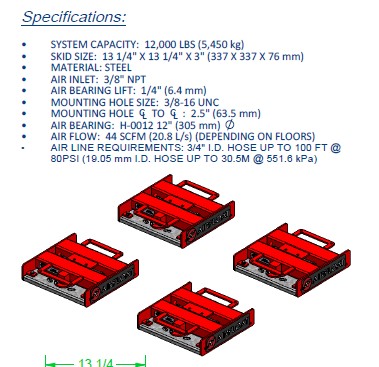 Specifications:
• SYSTEM CAPACITY: 12,000 LBS (5,450 kg)
• SKID SIZE: 13 1/4" X 13 1/4" X 3" (337 X 337 X 76 mm)
• MATERIAL: STEEL
• AIR INLET: 3/8" NPT
• AIR BEARING LIFT: 1/4" (6.4 mm)
• MOUNTING HOLE SIZE: 3/8-16 UNC
• MOUNTING HOLE ℄ TO ℄ : 2.5" (63.5 mm)
• AIR BEARING: H-0012 12" (305 mm) ∅
• AIR FLOW: 44 SCFM (20.8 L/s) (DEPENDING ON FLOORS)
• AIR LINE REQUIREMENTS: 3/4" I.D. HOSE UP TO 100 FT @
80PSI (19.05 mm I.D. HOSE UP TO 30.5M @ 551.6 kPa)
13 1/4